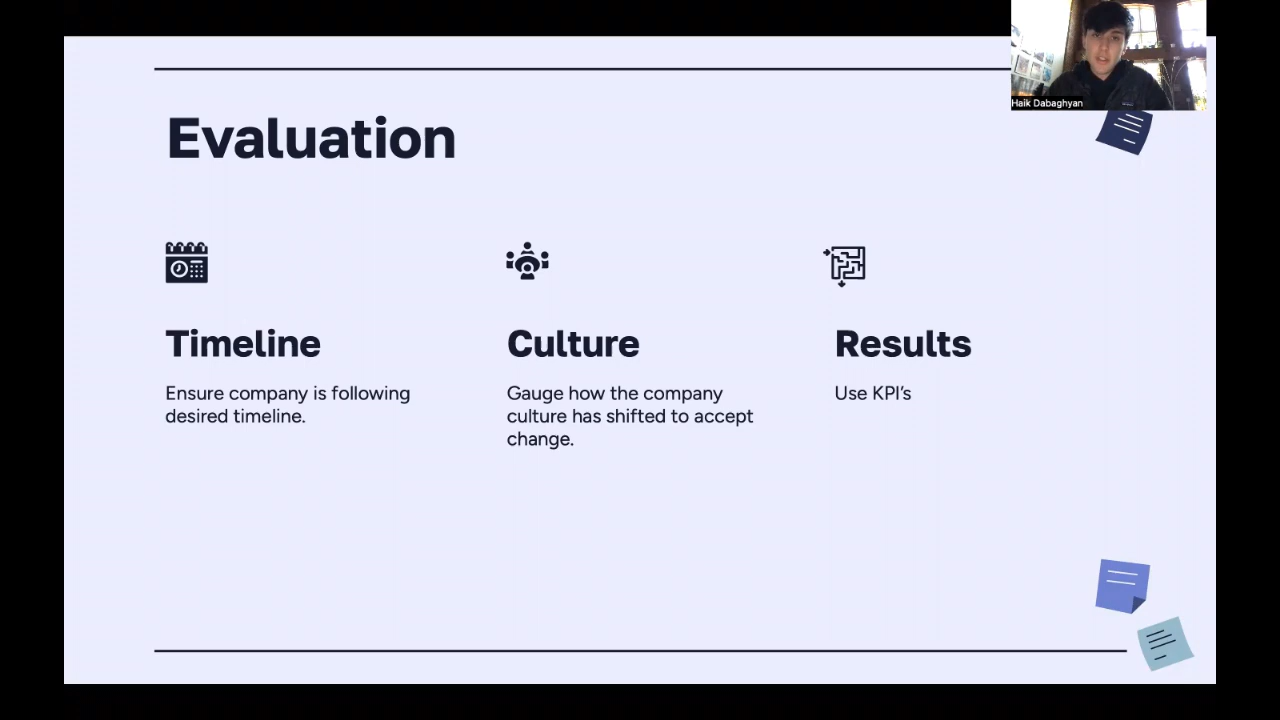 Haik Dabaghyan
Evaluation
Timeline
Ensure company is following
desired timeline.
Culture
Gauge how the company
culture has shifted to accept
change.
Results
Use KPI’s